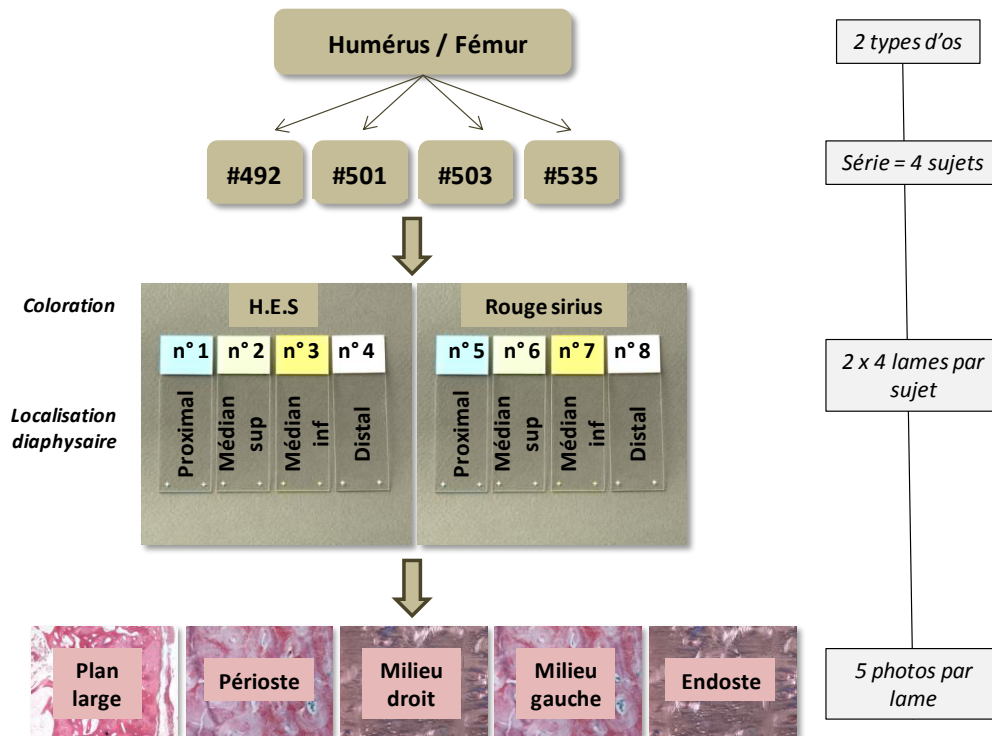 Humérus / Fémur
2 types d'os
#492
#501
#503
#535
Série = 4 sujets
Coloration
H.E.S
Rouge sirius
n° 1
n° 2
n° 3
n° 4
n° 5
n° 6
n° 7
n° 8
2 x 4 lames par
sujet
Localisation
diaphysaire
Proximal
Médian
sup
Médian
inf
Distal
Proximal
Médian
sup
Médian
inf
Distal
Plan
large
Périoste
Milieu
droit
Milieu
gauche
Endoste
5 photos par
lame